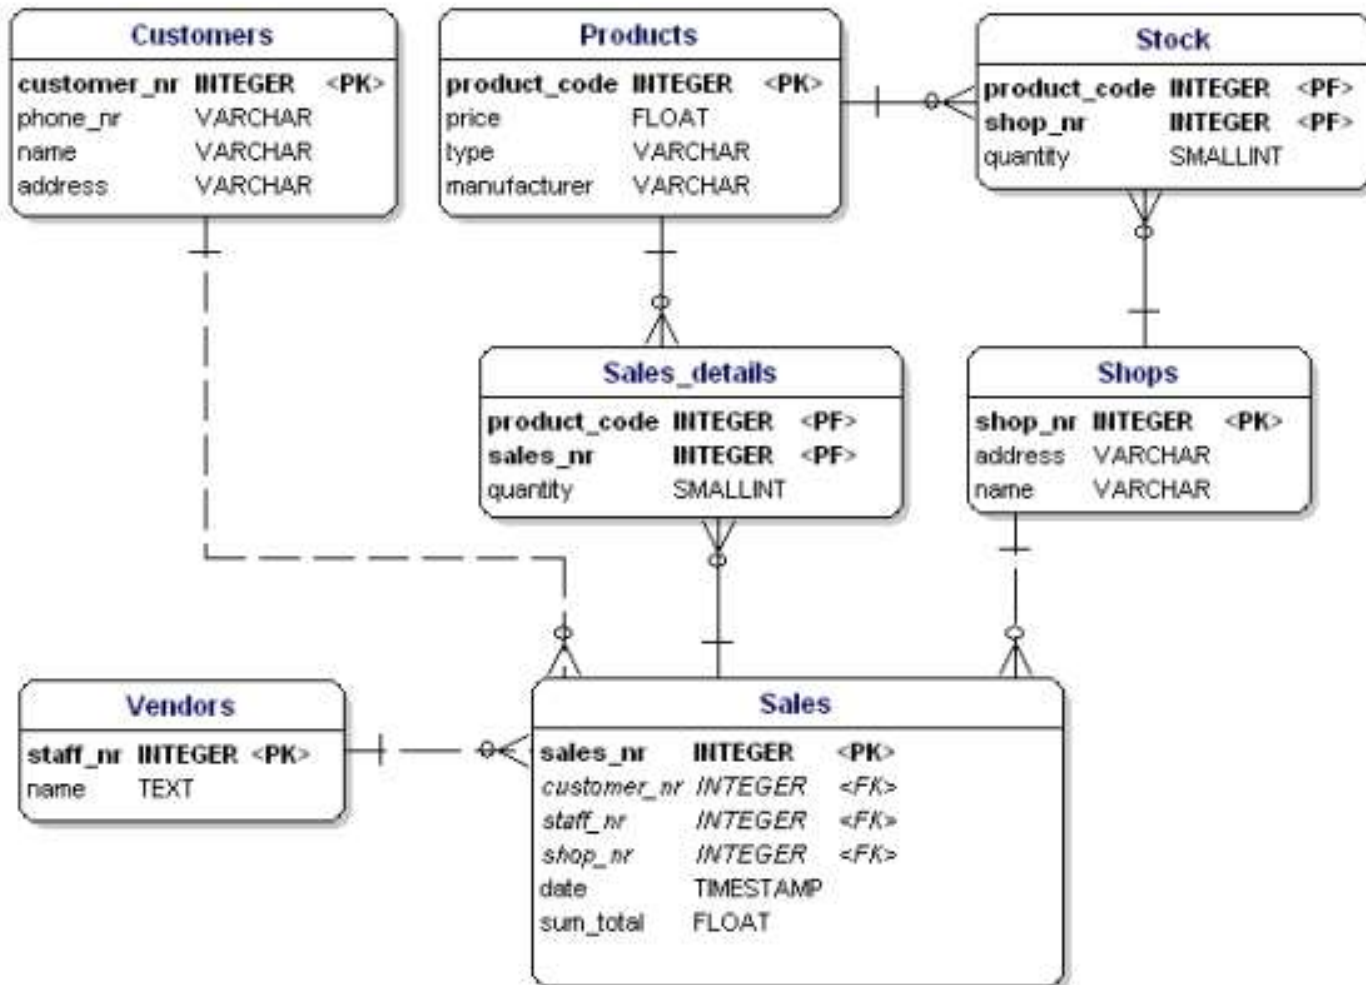 Customers
customer_nr INTEGER <PK>
phone_nr VARCHAR
name VARCHAR
address VARCHAR
Products
product_code INTEGER <PK>
price FLOAT
type VARCHAR
manufacturer VARCHAR
Stock
product_code INTEGER <PF>
shop_nr INTEGER <PF>
quantity SMALLINT
Sales_details
product_code INTEGER <PF>
sales_nr INTEGER <PF>
quantity SMALLINT
Shops
shop_nr INTEGER <PK>
address VARCHAR
name VARCHAR
Vendors
staff_nr INTEGER <PK>
name TEXT
Sales
sales_nr INTEGER <PK>
customer_nr INTEGER <FK>
staff_nr INTEGER <FK>
shop_nr INTEGER <FK>
date TIMESTAMP
sum_total FLOAT